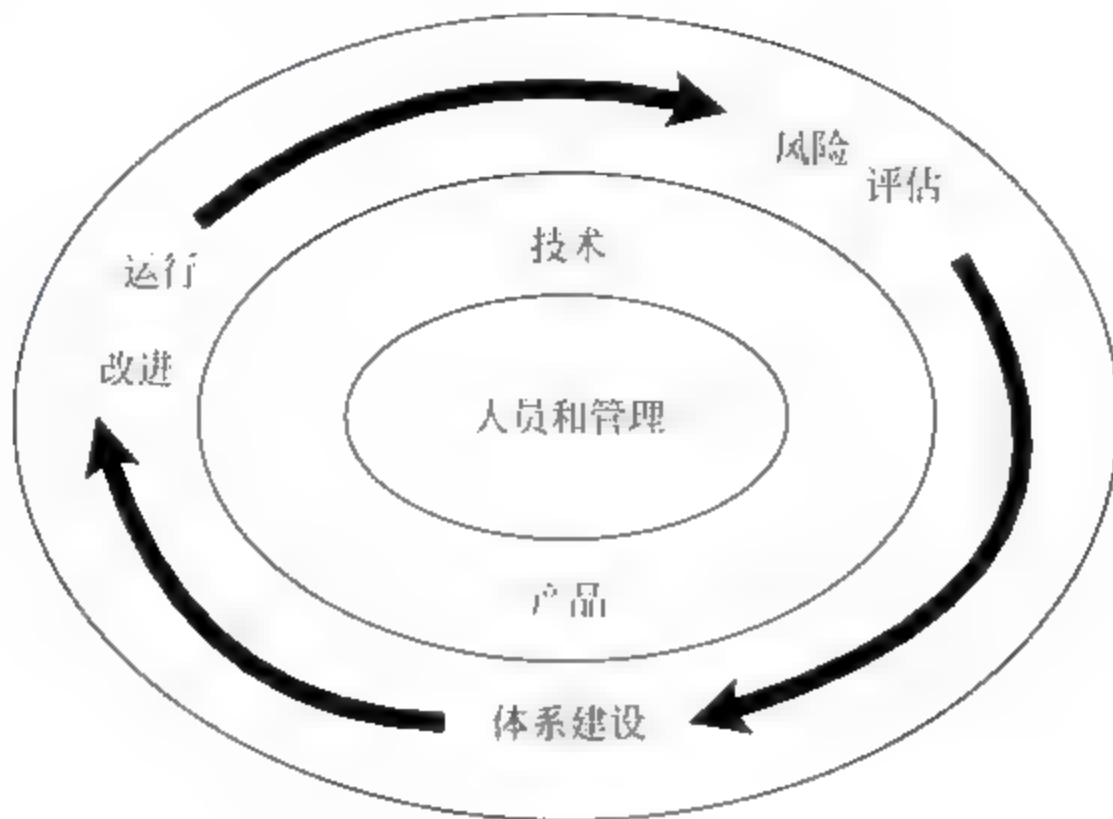 风险
评估
技术
运行
改进
人员和管理
产品
体系建设